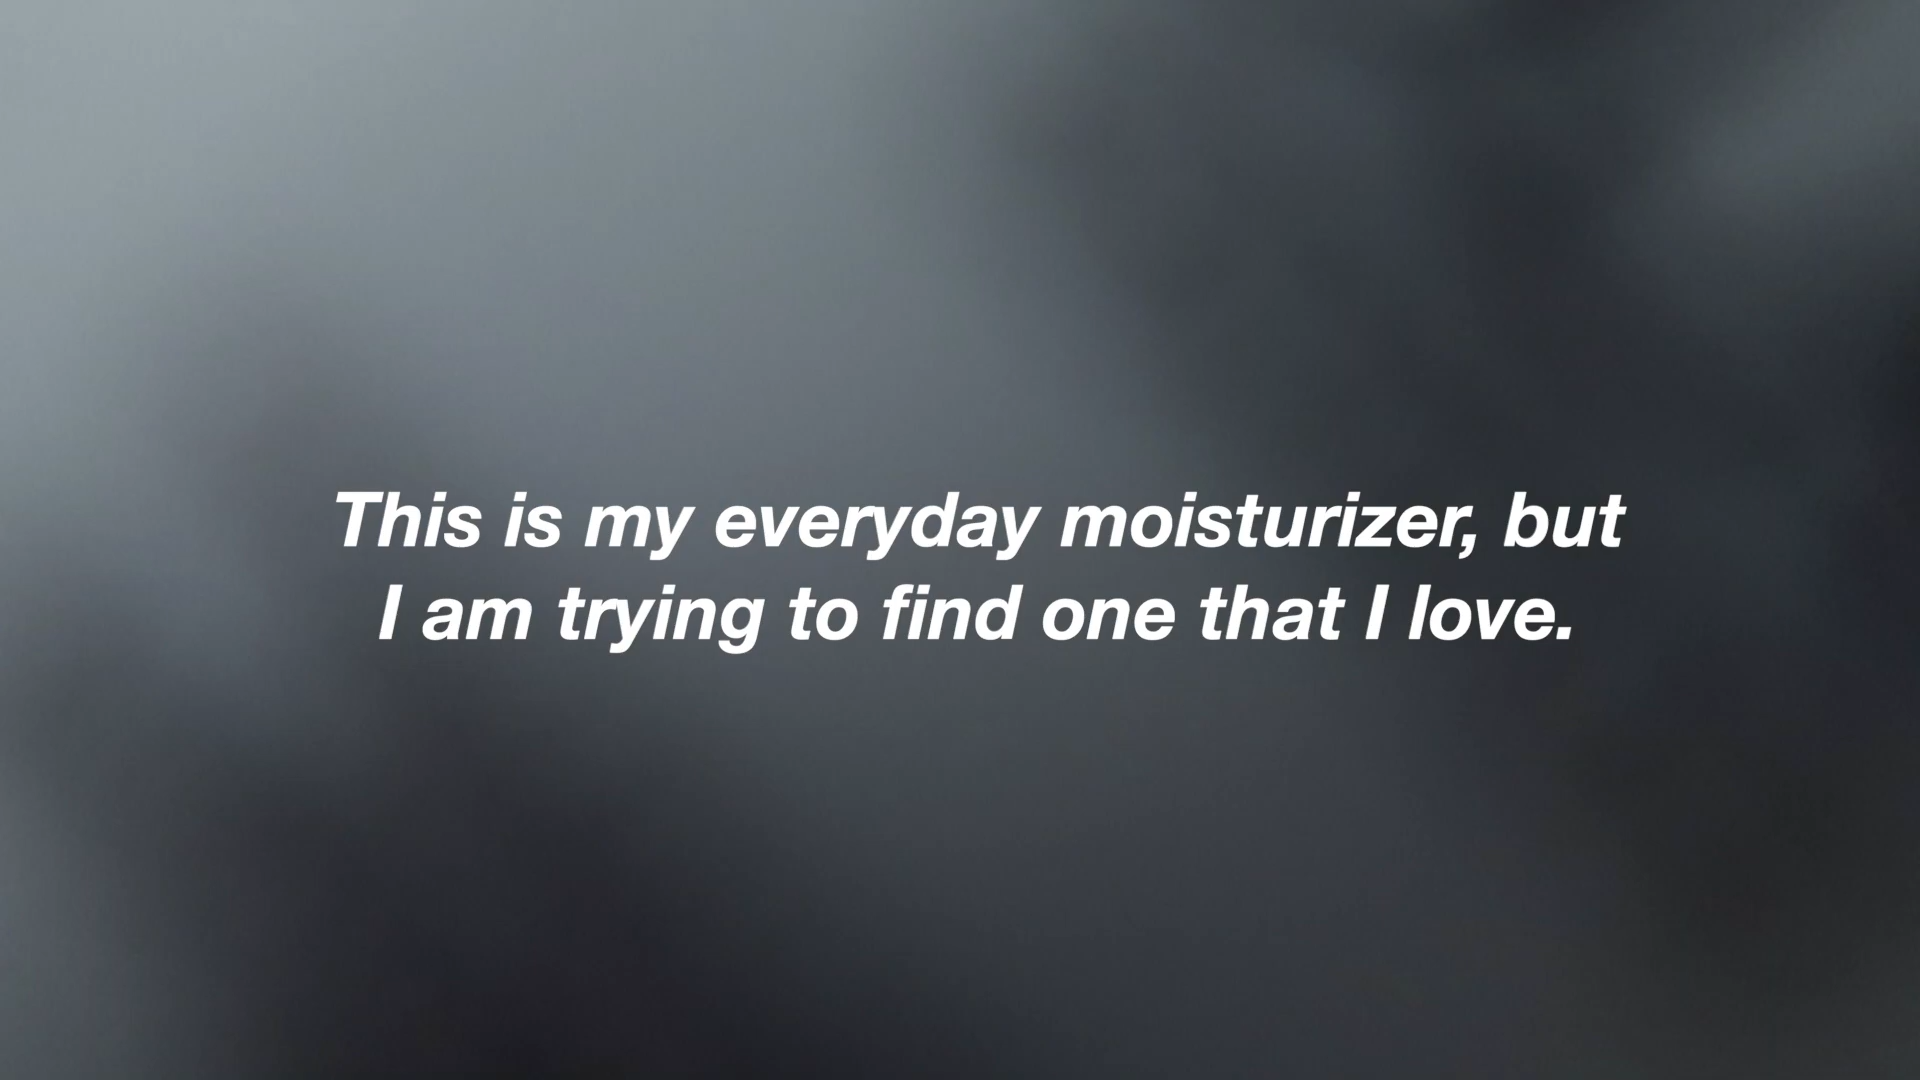 This is my everyday moisturizer, but
I am trying to find one that I love.